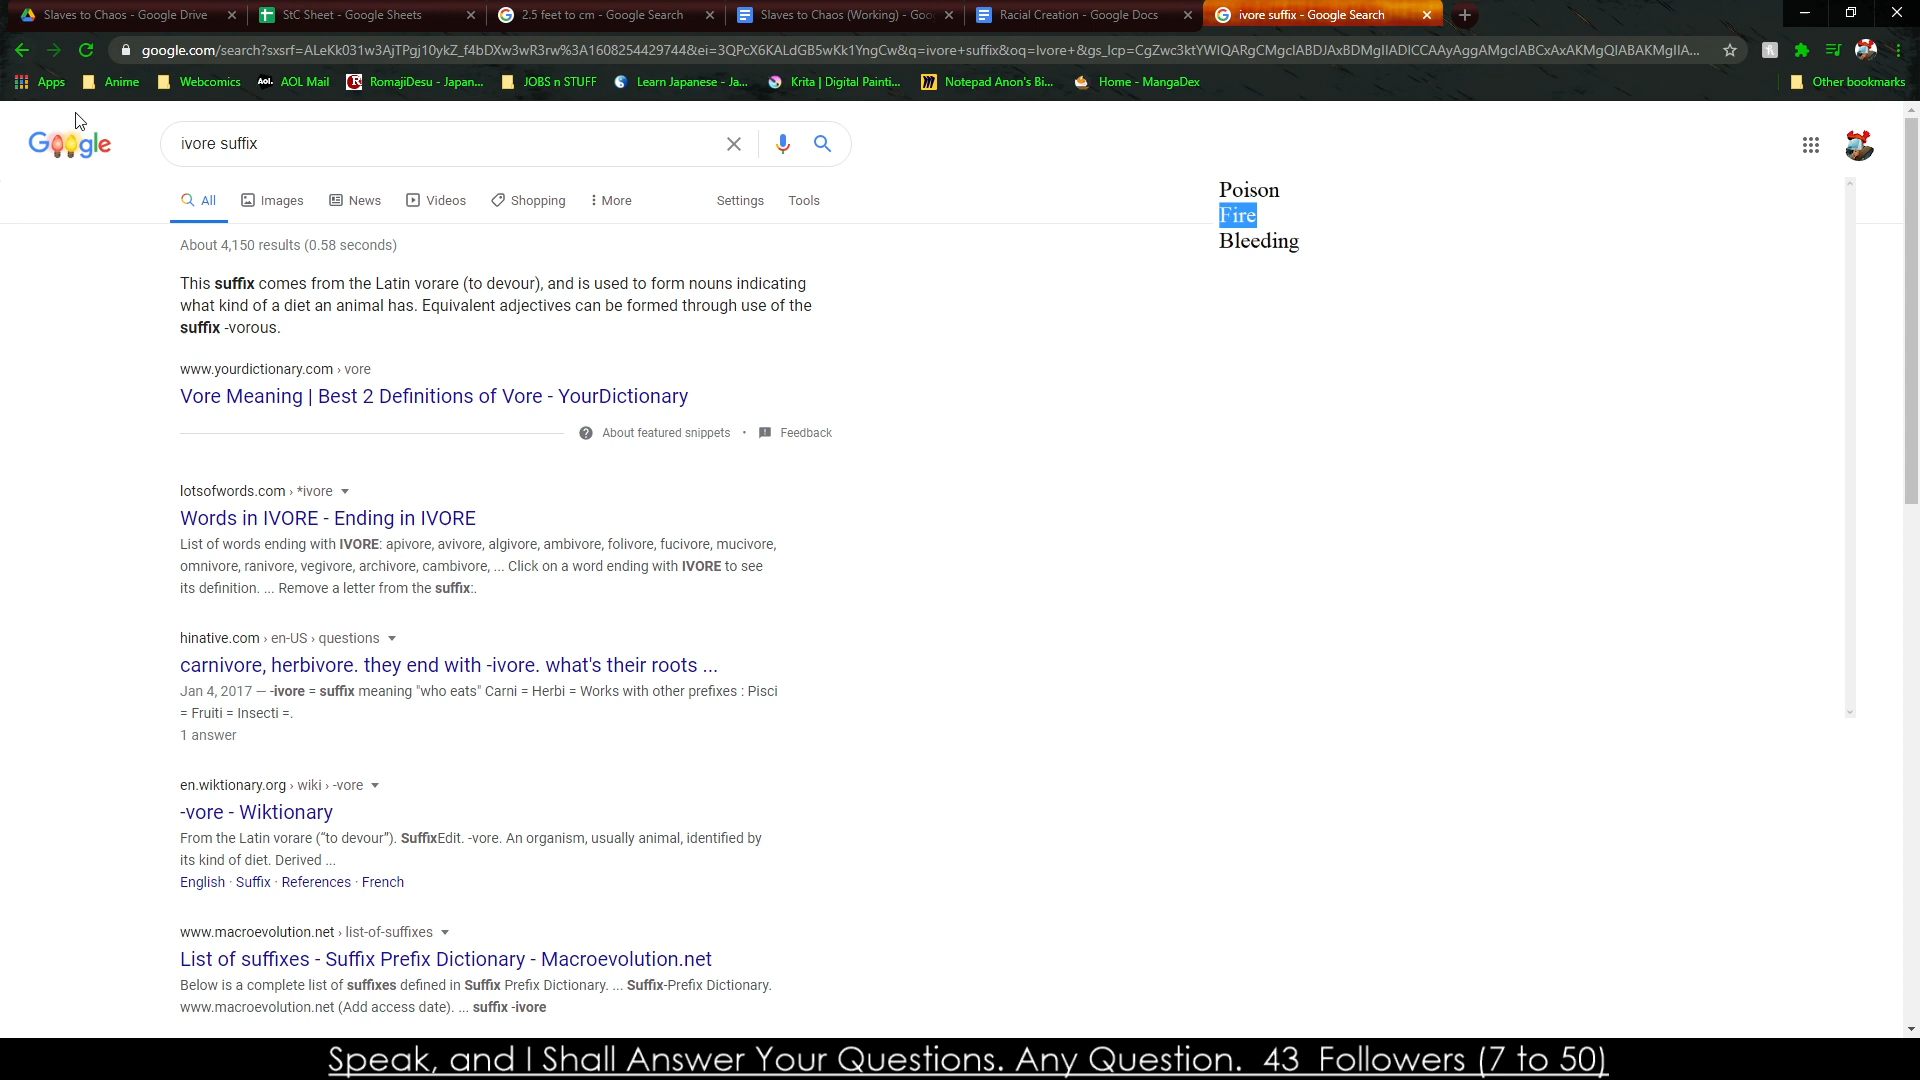 Slaves to Chaos - Google Drive
StC Sheet - Google Sheets
2.5 feet to cm - Google Search
Slaves to Chaos (Working) - Goo
Racial Creation - Google Docs
ivore suffix - Google Search
google.com/search?sxsrf=ALeKk031w3AjTPgj10ykZ_f4bDXw3wR3rw%3A1608254429744&ei=3QPcX6KALdGB5wKk1YngCw&q=ivore+suffix&oq=Ivore+&gs_lcp=CgZwc3ktYWIQARgCMgcIABDJAxBDMgIIADICCAAyAggAMgcIABCxAxAKMgQIABAKMgIIA...
Apps
Anime
Webcomics
Aol.
AOL Mail
RomajiDesu - Japan...
JOBS n STUFF
Learn Japanese - Ja...
Krita | Digital Painti...
Notepad Anon's Bi...
Home - MangaDex
Other bookmarks
Google
ivore suffix
All
Images
News
Videos
Shopping
More
Settings
Tools
Poison
Fire
Bleeding
About 4,150 results (0.58 seconds)
This suffix comes from the Latin vorare (to devour), and is used to form nouns indicating
what kind of a diet an animal has. Equivalent adjectives can be formed through use of the
suffix -vorous.
www.yourdictionary.com › vore
Vore Meaning | Best 2 Definitions of Vore - YourDictionary
About featured snippets • Feedback
lotsofwords.com › *ivore
Words in IVORE - Ending in IVORE
List of words ending with IVORE: apivore, avivore, algivore, ambivore, folivore, fucivore, mucivore,
omnivore, ranivore, vegivore, archivore, cambivore, ... Click on a word ending with IVORE to see
its definition. ... Remove a letter from the suffix:.
hinative.com › en-US › questions
carnivore, herbivore. they end with -ivore. what's their roots ...
Jan 4, 2017 — -ivore = suffix meaning "who eats" Carni = Herbi = Works with other prefixes : Pisci
= Fruiti = Insecti =.
1 answer
en.wiktionary.org › wiki › -vore
-vore - Wiktionary
From the Latin vorare (“to devour”). SuffixEdit. -vore. An organism, usually animal, identified by
its kind of diet. Derived ...
English · Suffix · References · French
www.macroevolution.net › list-of-suffixes
List of suffixes - Suffix Prefix Dictionary - Macroevolution.net
Below is a complete list of suffixes defined in Suffix Prefix Dictionary. ... Suffix-Prefix Dictionary.
www.macroevolution.net (Add access date). ... suffix -ivore
Speak, and I Shall Answer Your Questions. Any Question. 43 Followers (7 to 50)